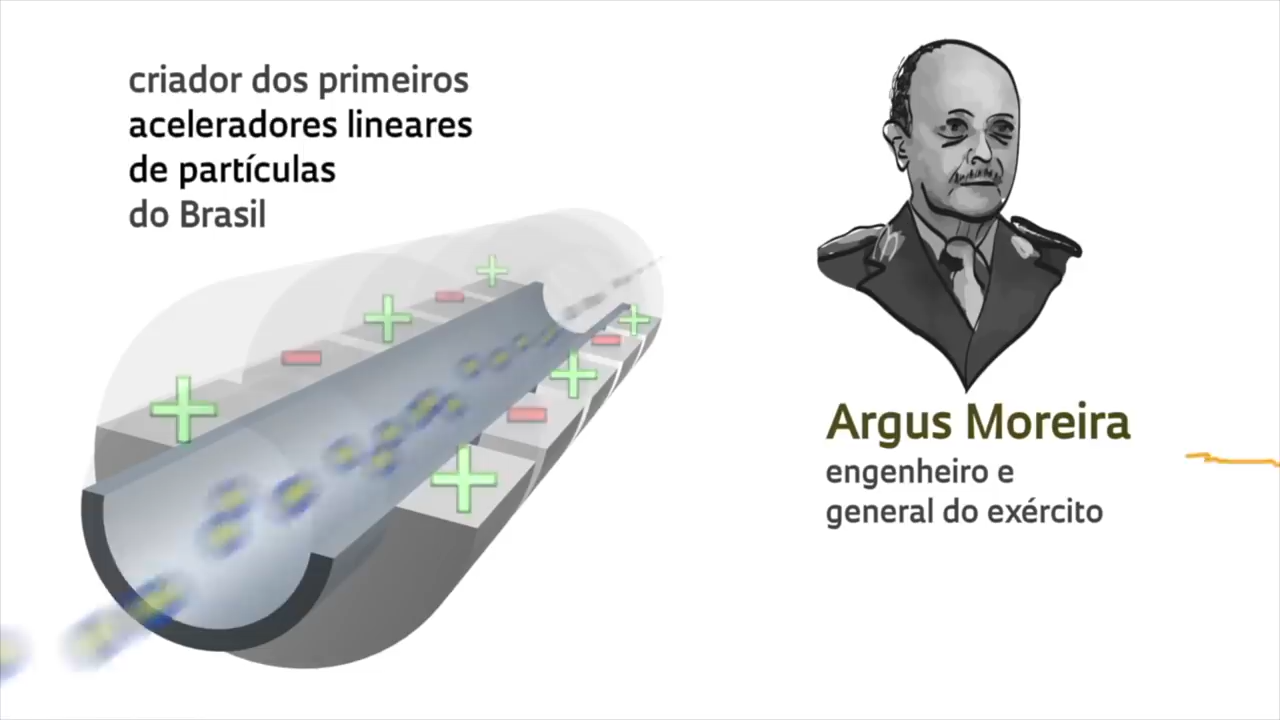 criador dos primeiros
aceleradores lineares
de partículas
do Brasil
Argus Moreira
engenheiro e
general do exército